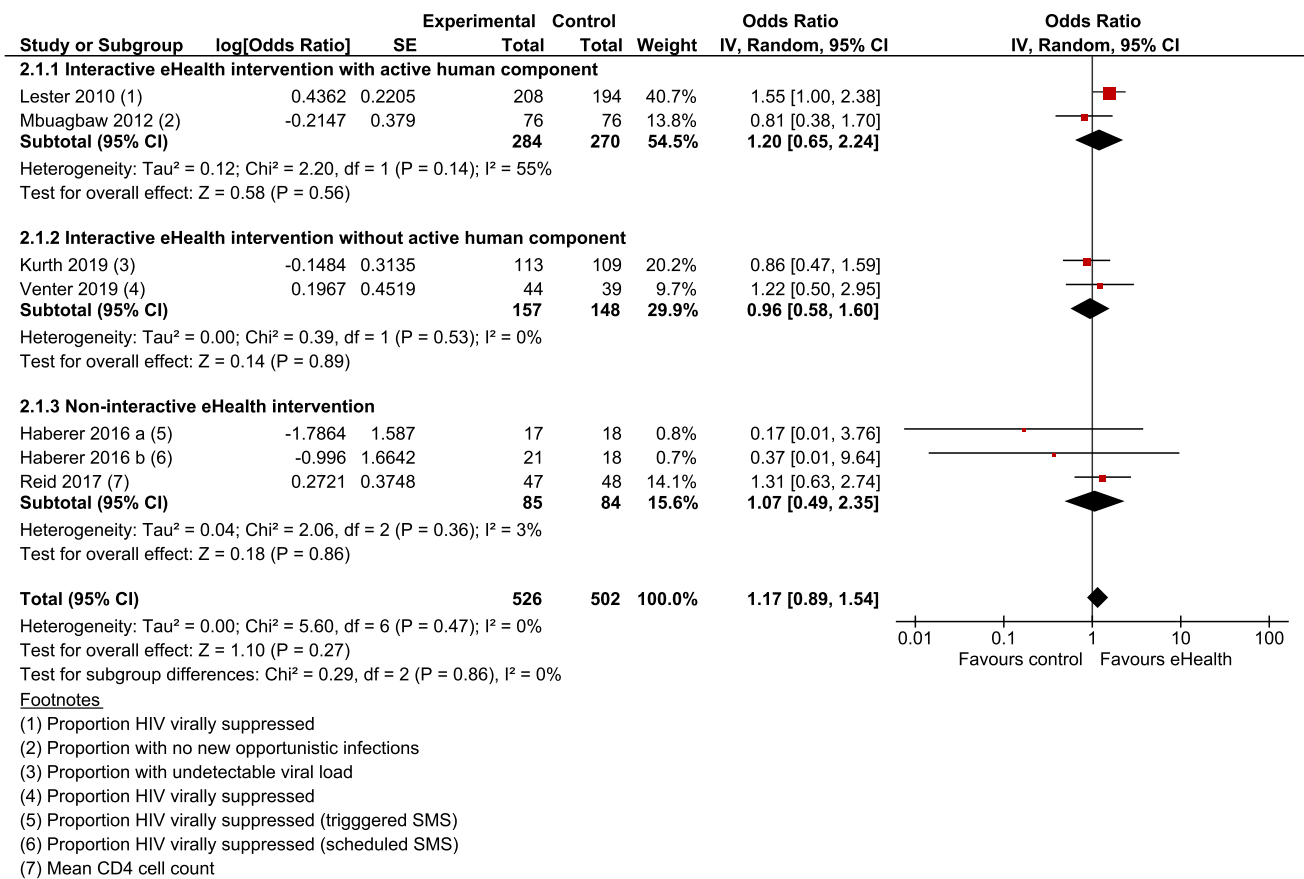 Experimental Control Odds Ratio Odds Ratio
Study or Subgroup log[Odds Ratio] SE Total Total Weight IV, Random, 95% CI IV, Random, 95% CI
2.1.1 Interactive eHealth intervention with active human component
Lester 2010 (1) 0.4362 0.2205 208 194 40.7% 1.55 [1.00, 2.38]
Mbuagbaw 2012 (2) -0.2147 0.379 76 76 13.8% 0.81 [0.38, 1.70]
Subtotal (95% CI) 284 270 54.5% 1.20 [0.65, 2.24]
Heterogeneity: Tau² = 0.12; Chi² = 2.20, df = 1 (P = 0.14); I² = 55%
Test for overall effect: Z = 0.58 (P = 0.56)
2.1.2 Interactive eHealth intervention without active human component
Kurth 2019 (3) -0.1484 0.3135 113 109 20.2% 0.86 [0.47, 1.59]
Venter 2019 (4) 0.1967 0.4519 44 39 9.7% 1.22 [0.50, 2.95]
Subtotal (95% CI) 157 148 29.9% 0.96 [0.58, 1.60]
Heterogeneity: Tau² = 0.00; Chi² = 0.39, df = 1 (P = 0.53); I² = 0%
Test for overall effect: Z = 0.14 (P = 0.89)
2.1.3 Non-interactive eHealth intervention
Haberer 2016 a (5) -1.7864 1.587 17 18 0.8% 0.17 [0.01, 3.76]
Haberer 2016 b (6) -0.996 1.6642 21 18 0.7% 0.37 [0.01, 9.64]
Reid 2017 (7) 0.2721 0.3748 47 48 14.1% 1.31 [0.63, 2.74]
Subtotal (95% CI) 85 84 15.6% 1.07 [0.49, 2.35]
Heterogeneity: Tau² = 0.04; Chi² = 2.06, df = 2 (P = 0.36); I² = 3%
Test for overall effect: Z = 0.18 (P = 0.86)
Total (95% CI) 526 502 100.0% 1.17 [0.89, 1.54]
Heterogeneity: Tau² = 0.00; Chi² = 5.60, df = 6 (P = 0.47); I² = 0%
Test for overall effect: Z = 1.10 (P = 0.27)
Test for subgroup differences: Chi² = 0.29, df = 2 (P = 0.86), I² = 0%
0.01 0.1 1 10 100
Favours control Favours eHealth
Footnotes
(1) Proportion HIV virally suppressed
(2) Proportion with no new opportunistic infections
(3) Proportion with undetectable viral load
(4) Proportion HIV virally suppressed
(5) Proportion HIV virally suppressed (trigggered SMS)
(6) Proportion HIV virally suppressed (scheduled SMS)
(7) Mean CD4 cell count